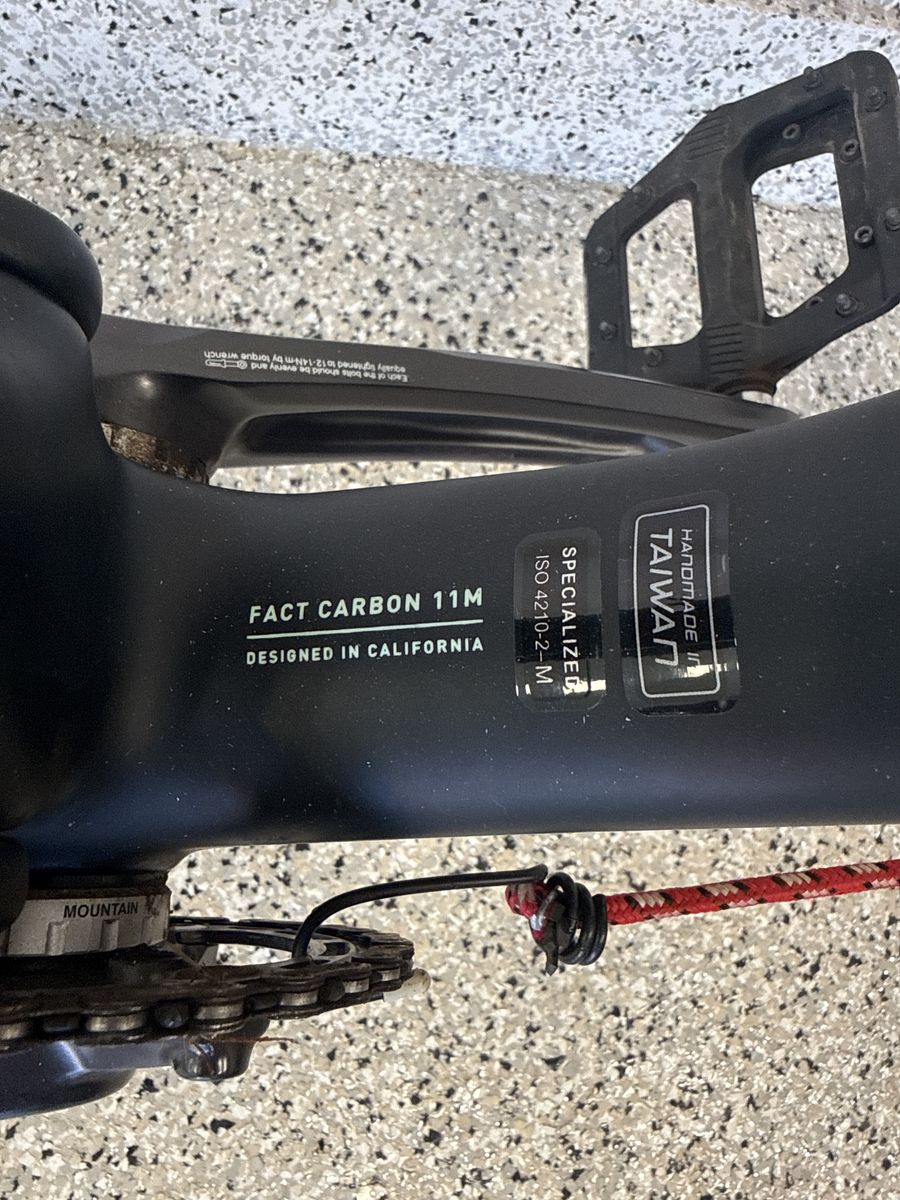 Each of the bolts should be evenly and
equally tightened to 12-14N·m by torque wrench
FACT CARBON 11M
DESIGNED IN CALIFORNIA
SPECIALIZED
ISO 4210-2–M
HANDMADE IN
TAIWAN
MOUNTAIN